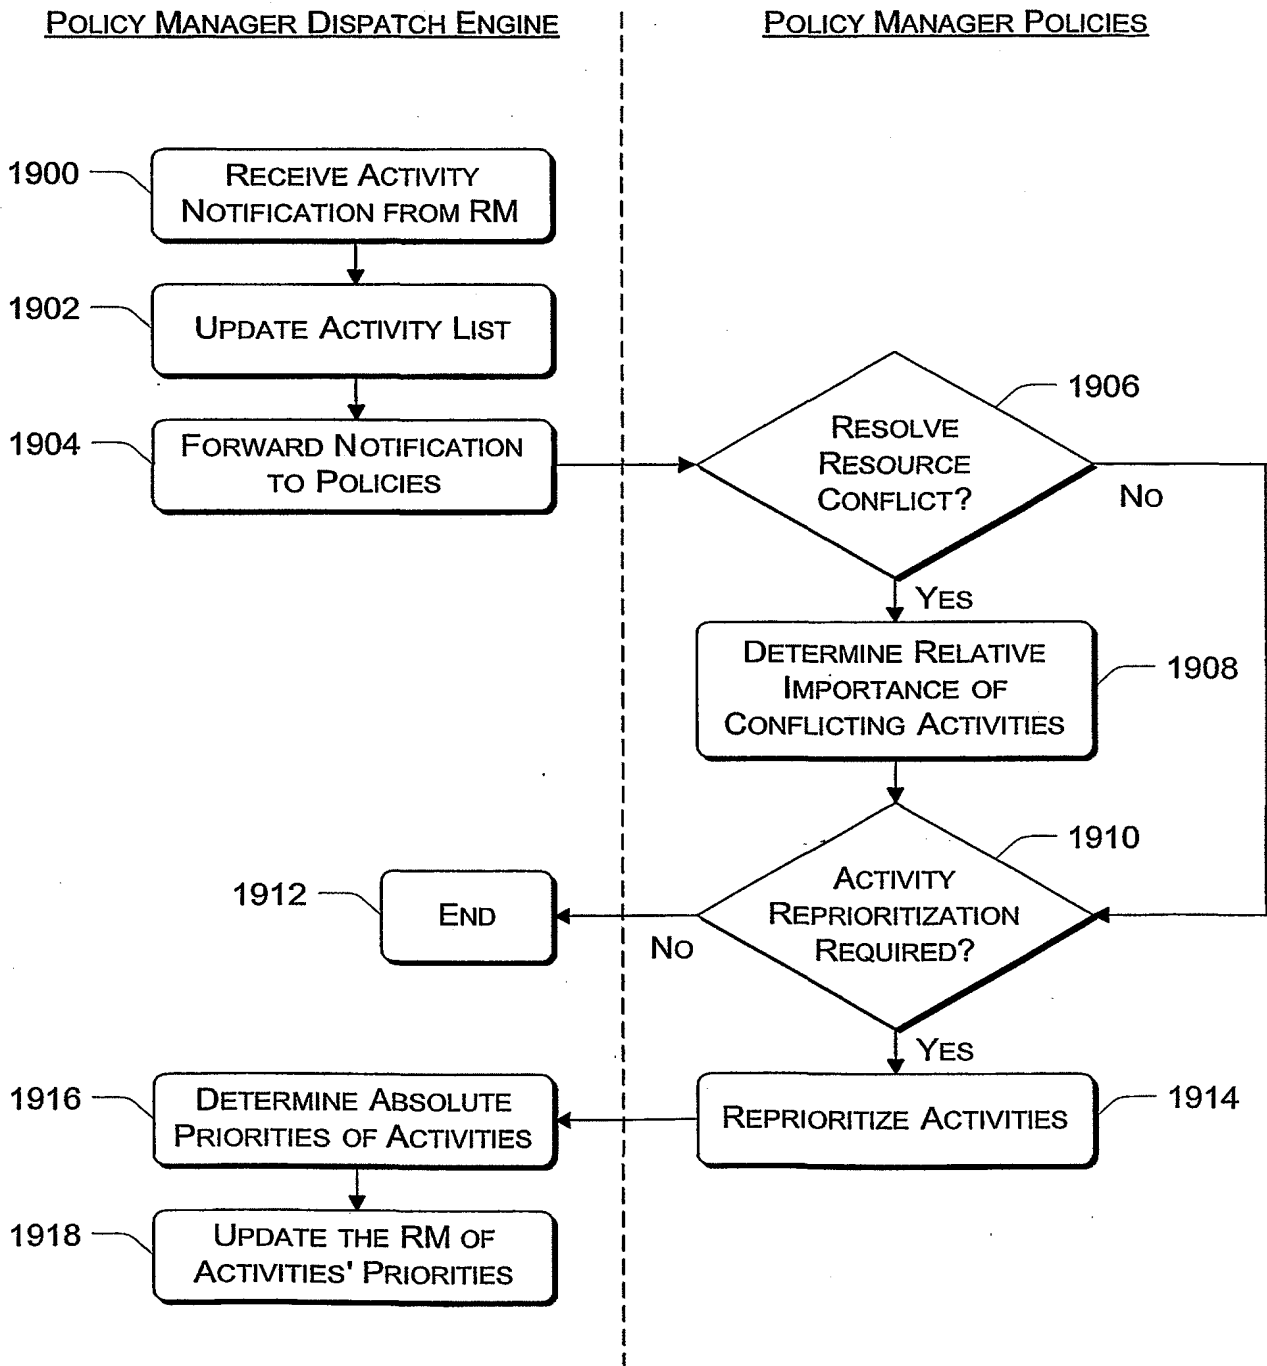 POLICY MANAGER DISPATCH ENGINE
POLICY MANAGER POLICIES
1900
RECEIVE ACTIVITY
NOTIFICATION FROM RM
1902
UPDATE ACTIVITY LIST
1904
FORWARD NOTIFICATION
TO POLICIES
1906
RESOLVE
RESOURCE
CONFLICT?
NO
YES
DETERMINE RELATIVE
IMPORTANCE OF
CONFLICTING ACTIVITIES
1908
1910
ACTIVITY
REPRIORITIZATION
REQUIRED?
NO
1912
END
YES
REPRIORITIZE ACTIVITIES
1914
1916
DETERMINE ABSOLUTE
PRIORITIES OF ACTIVITIES
1918
UPDATE THE RM OF
ACTIVITIES' PRIORITIES